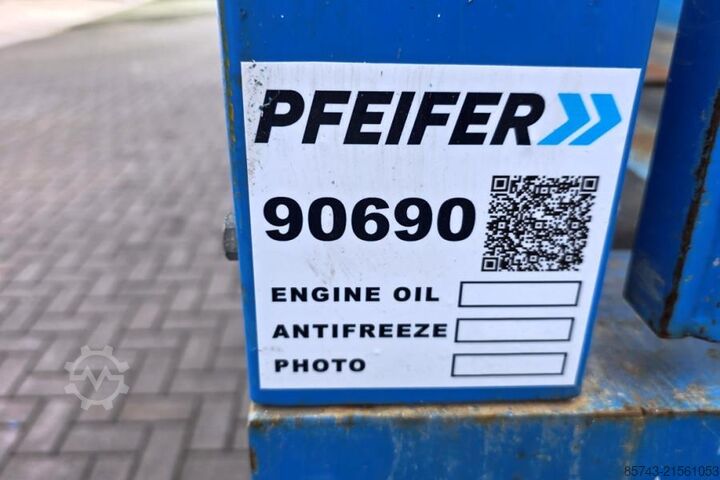 PFEIFER
90690
ENGINE OIL
ANTIFREEZE
PHOTO
85743-21561053